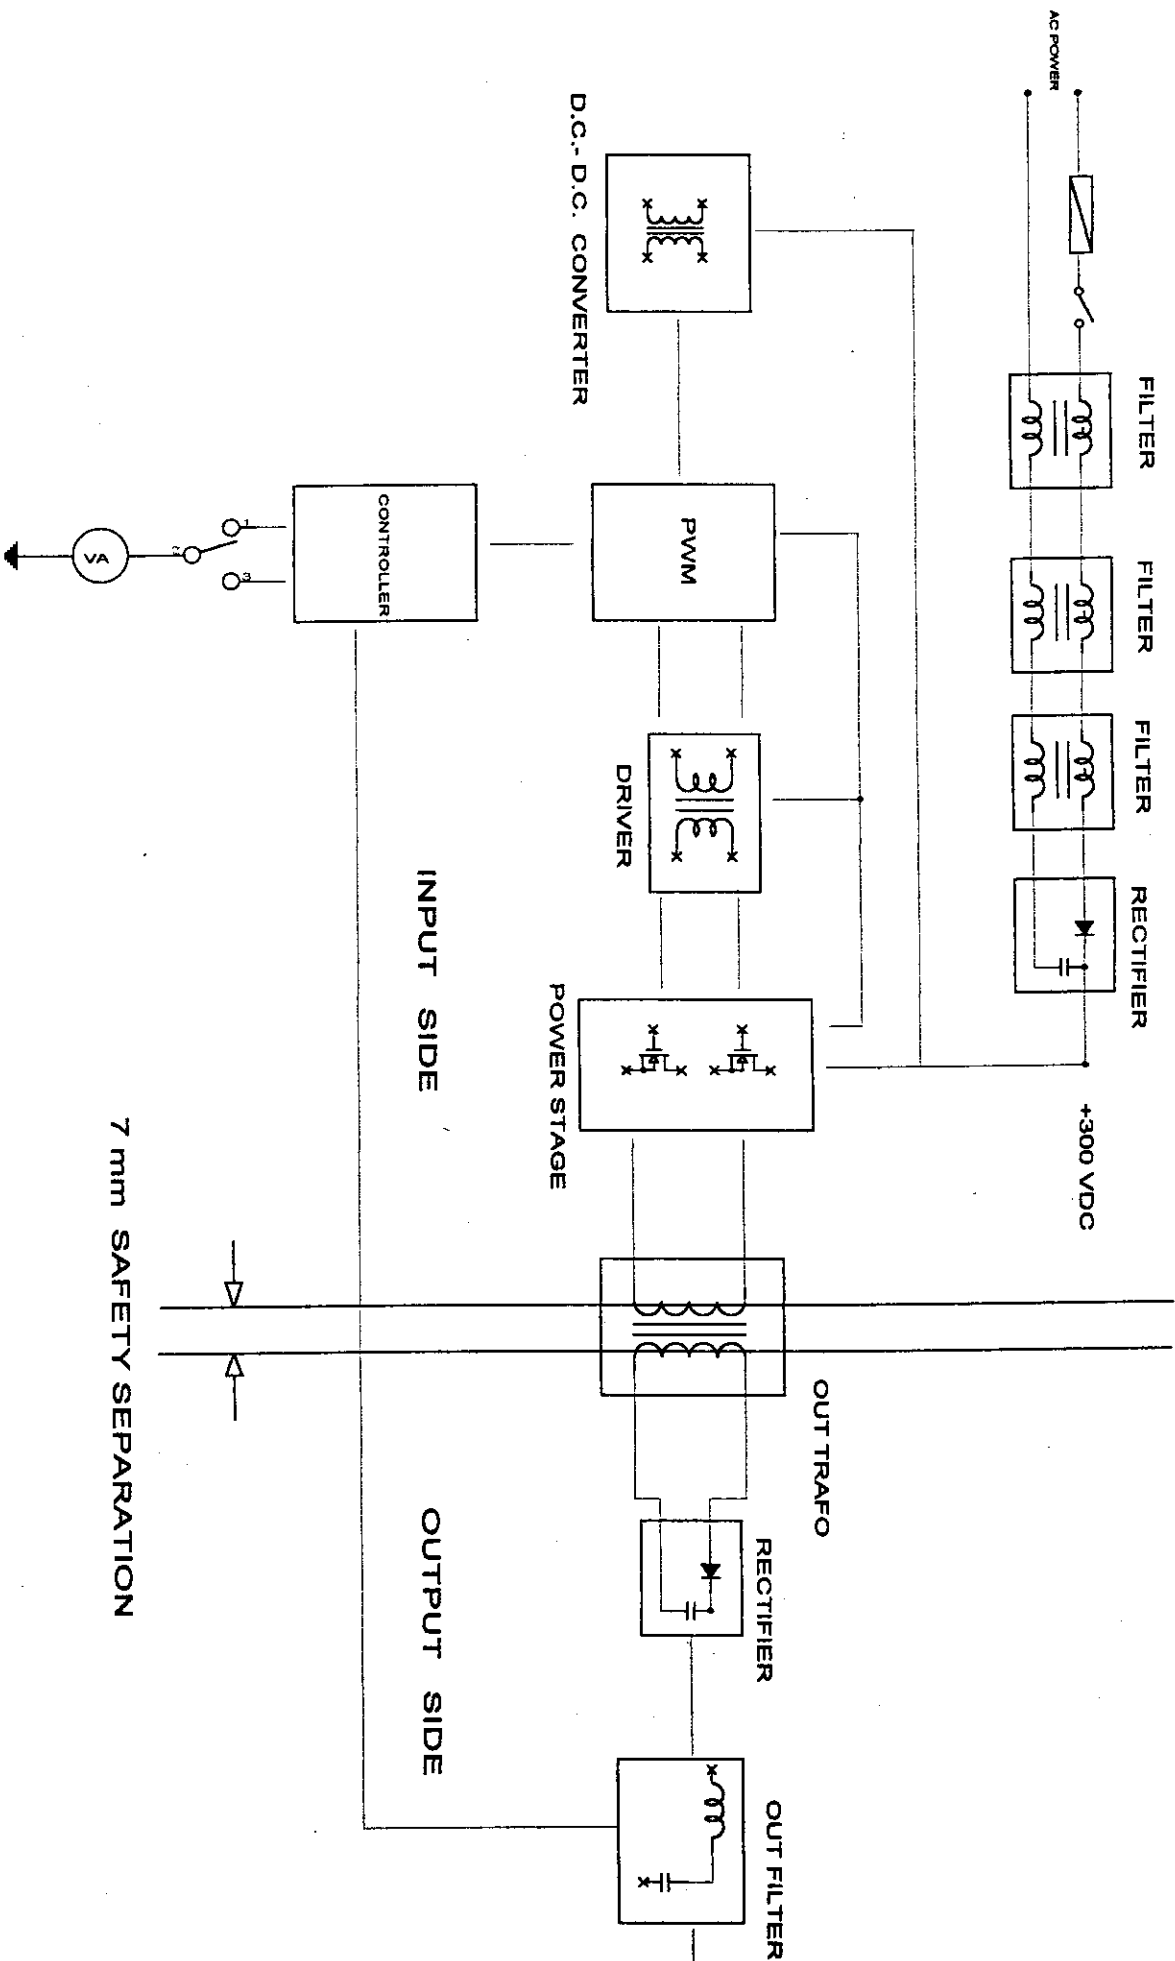 AC POWER
FILTER
FILTER
FILTER
RECTIFIER
+300 VDC
D.C.- D.C. CONVERTER
PWM
DRIVER
POWER STAGE
OUT TRAFO
RECTIFIER
OUT FILTER
CONTROLLER
1
2
3
VA
INPUT SIDE
OUTPUT SIDE
7 mm SAFETY SEPARATION